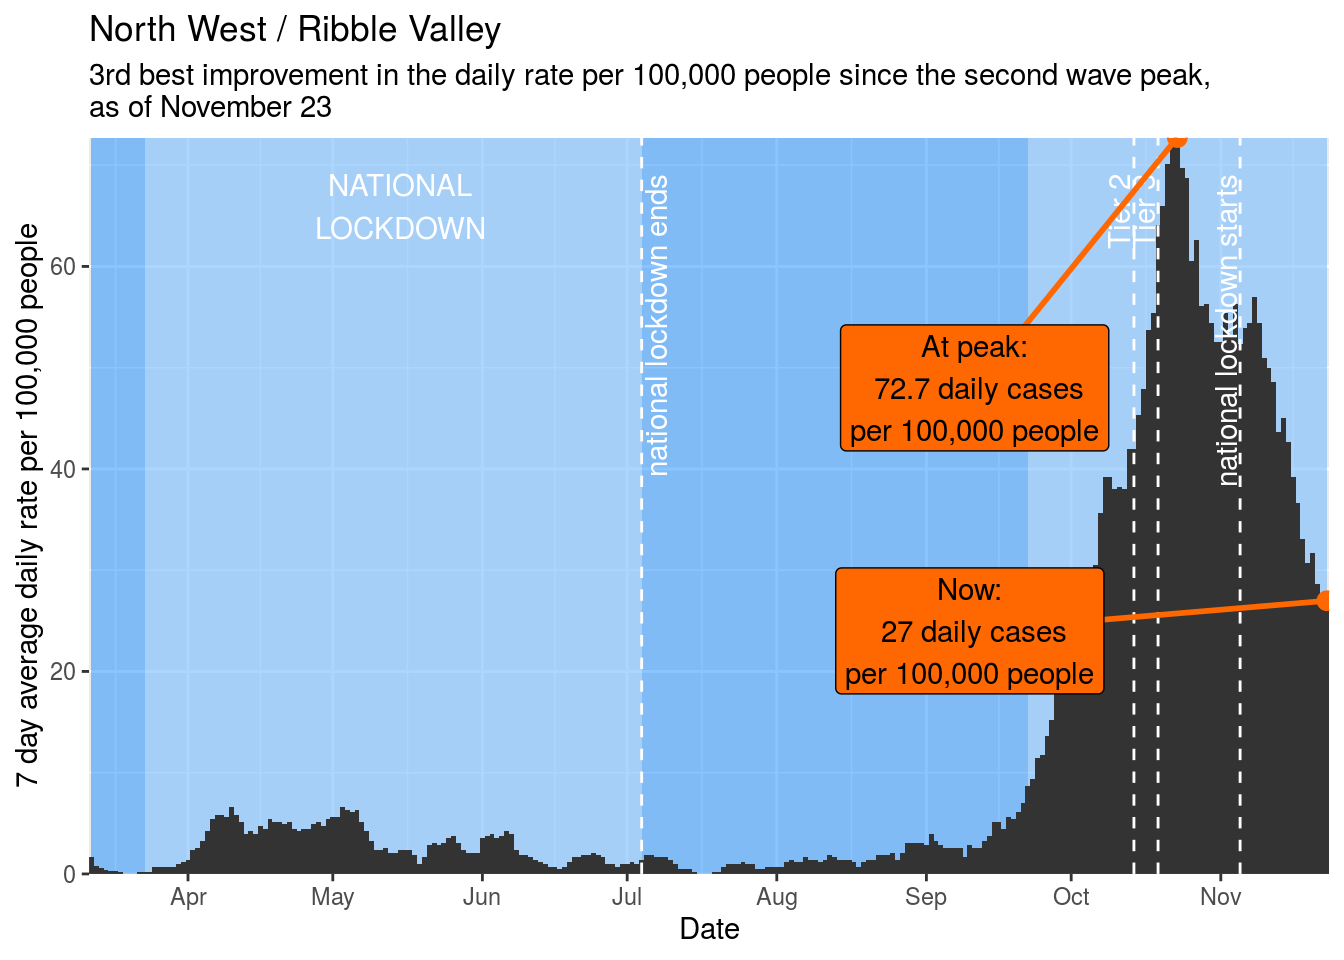 North West / Ribble Valley
3rd best improvement in the daily rate per 100,000 people since the second wave peak,
as of November 23
7 day average daily rate per 100,000 people
60
40
20
0
NATIONAL
LOCKDOWN
national lockdown ends
Tier 2
Tier 3
national lockdown starts
At peak:
72.7 daily cases
per 100,000 people
Now:
27 daily cases
per 100,000 people
Apr
May
Jun
Jul
Aug
Sep
Oct
Nov
Date